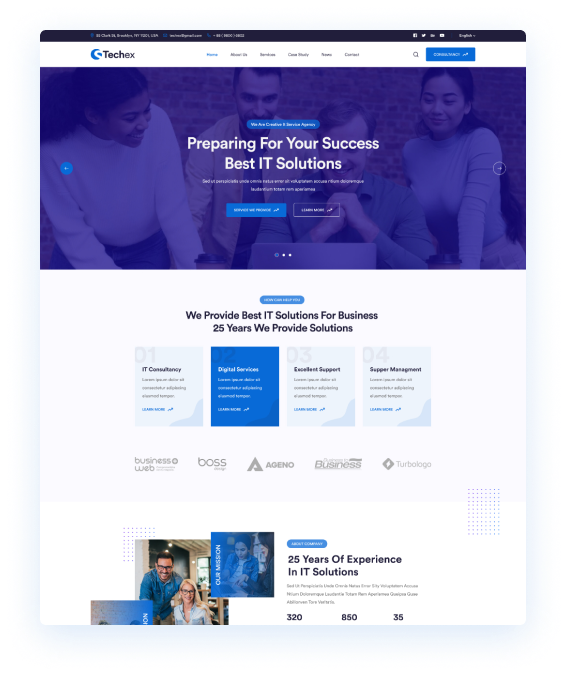 55 Clark St, Brooklyn, NY 11201, USA techex@gmail.com + 88 ( 9800 ) 6802 English
Techex Home About Us Services Case Study News Contact CONSULTANCY
We Are Creative It Service Agency
Preparing For Your Success
Best IT Solutions
Sed ut perspiciatis unde omnis natus error sit voluptatem accusa ntium doloremque
laudantium totam rem aperiamea
SERVICE WE PROVIDE LEARN MORE
HOW CAN HELP YOU
We Provide Best IT Solutions For Business
25 Years We Provide Solutions
01 02 03 04
IT Consultancy Digital Services Excellent Support Supper Managment
Lorem ipsum dolor sit Lorem ipsum dolor sit Lorem ipsum dolor sit Lorem ipsum dolor sit
consectetur adipiscing consectetur adipiscing consectetur adipiscing consectetur adipiscing
eiusmod tempor. eiusmod tempor. eiusmod tempor. eiusmod tempor.
LEARN MORE LEARN MORE LEARN MORE LEARN MORE
business web boss design AGENO Business Turbologo
ABOUT COMPANY
OUR MISSION
25 Years Of Experience
In IT Solutions
Sed Ut Perspiciatis Unde Omnis Natus Error Sity Voluptatem Accusa
Ntium Doloremque Laudantie Totam Rem Aperiamea Queipsa Quae
Abillonven Tore Veritatis.
320 850 35